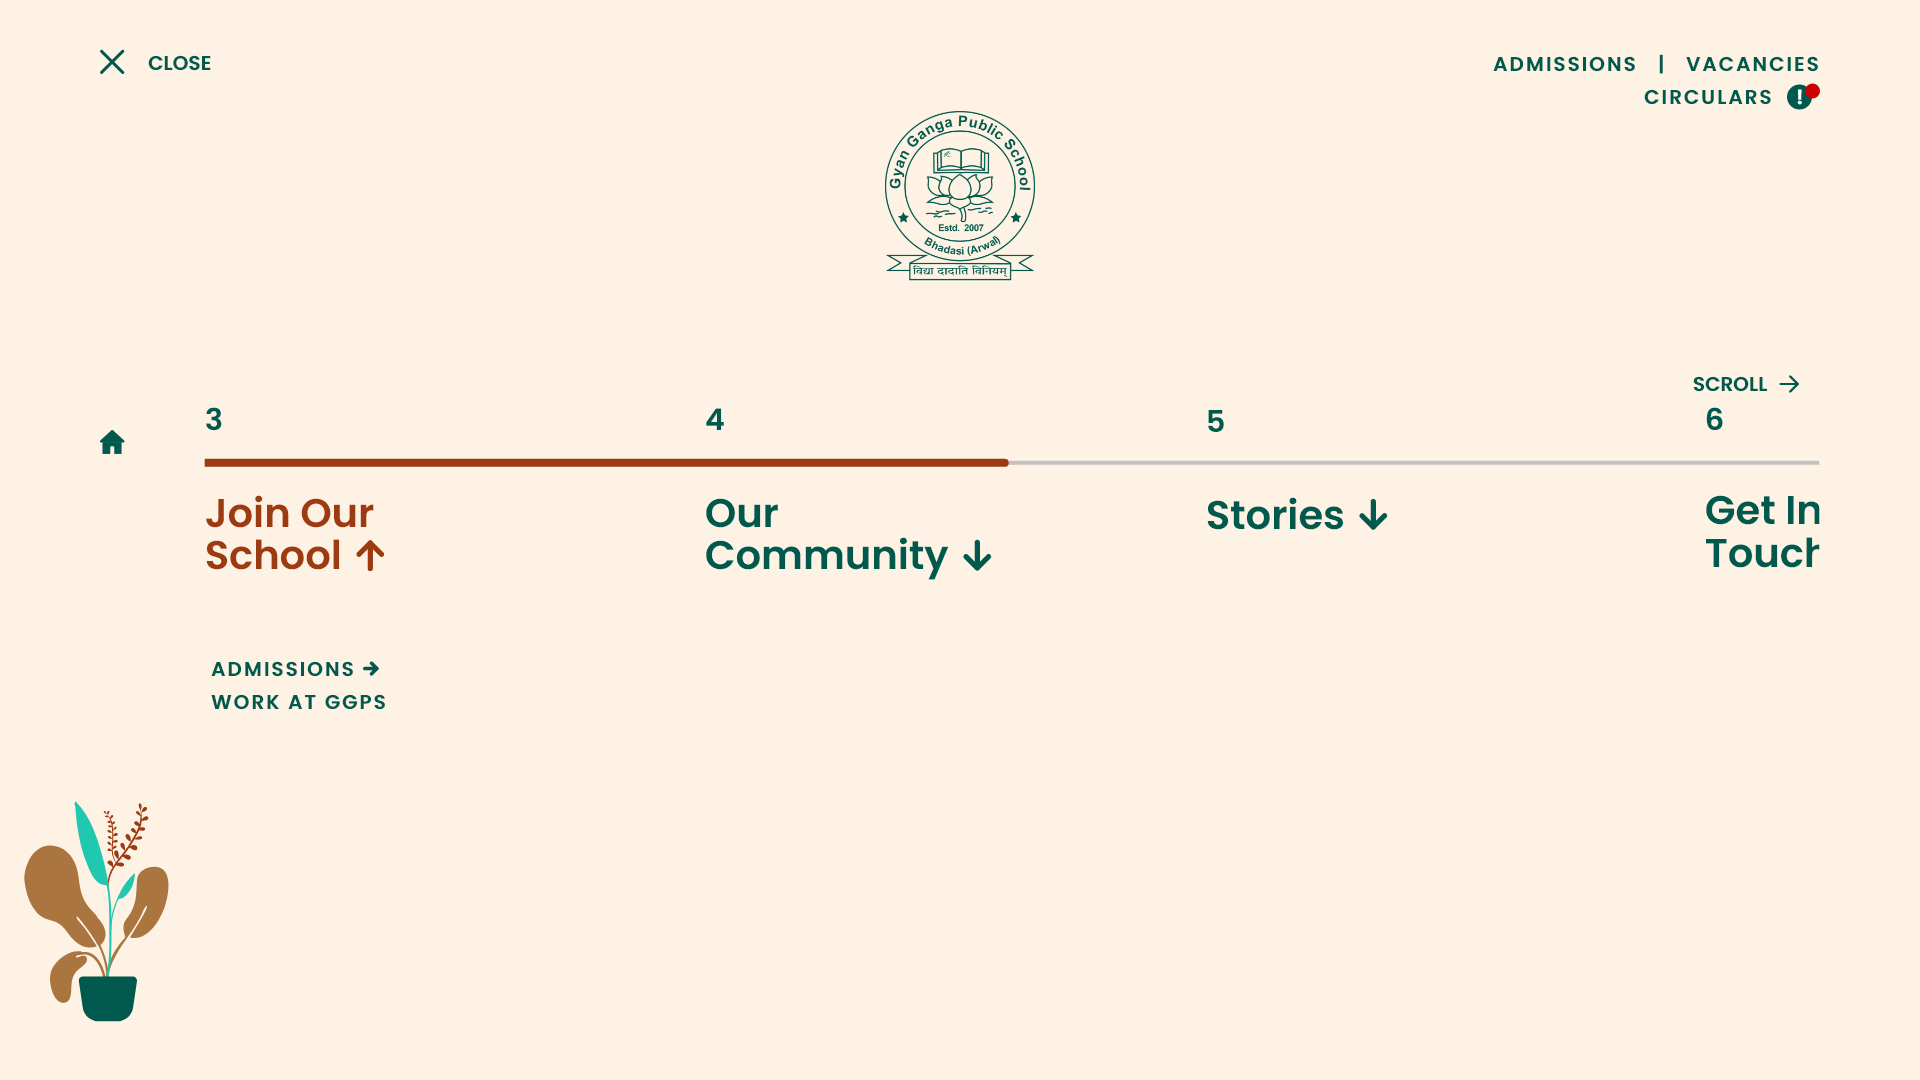 CLOSE
ADMISSIONS | VACANCIES
CIRCULARS
Gyan Ganga Public School
Estd. 2007
Bhadasi (Arwal)
विद्या दादाति विनियम्
SCROLL
3
4
5
6
Join Our
School
Our
Community
Stories
Get In
Touch
ADMISSIONS
WORK AT GGPS